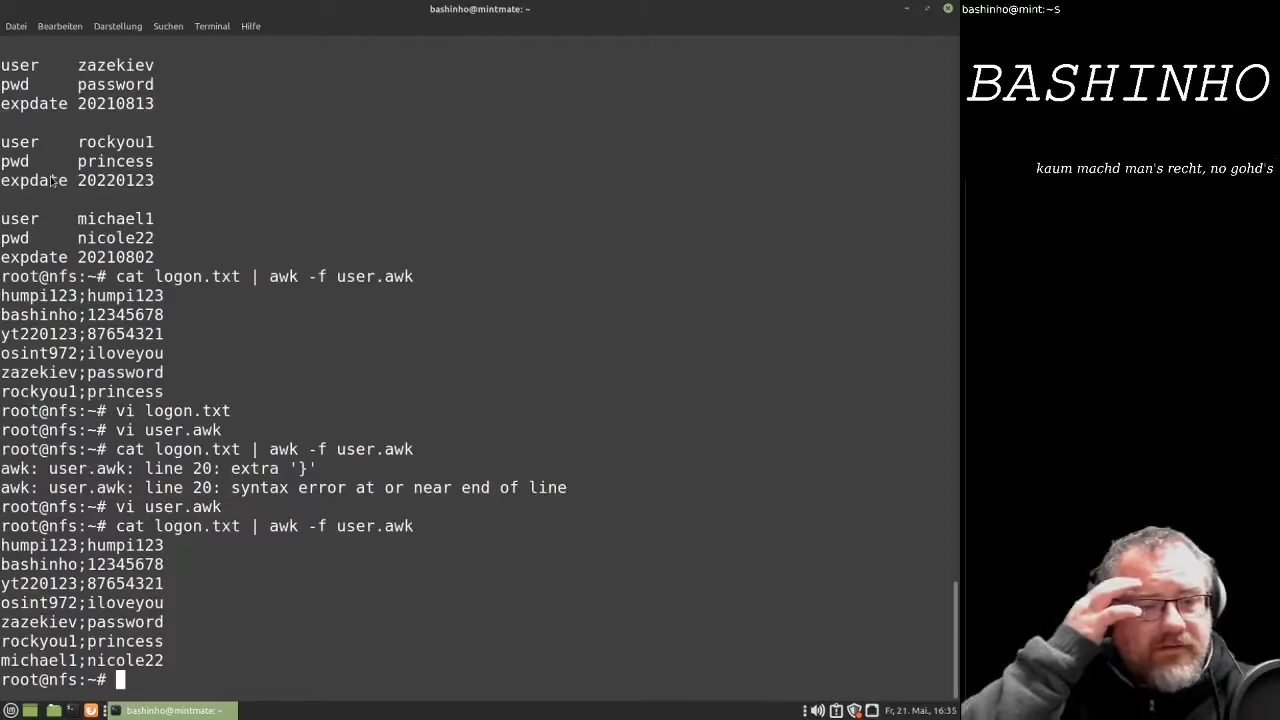 bashinho@mintmate: ~
Datei Bearbeiten Darstellung Suchen Terminal Hilfe
user zazekiev
pwd password
expdate 20210813
user rockyou1
pwd princess
expdate 20220123
user michael1
pwd nicole22
expdate 20210802
root@nfs:~# cat logon.txt | awk -f user.awk
humpi123;humpi123
bashinho;12345678
yt220123;87654321
osint972;iloveyou
zazekiev;password
rockyou1;princess
root@nfs:~# vi logon.txt
root@nfs:~# vi user.awk
root@nfs:~# cat logon.txt | awk -f user.awk
awk: user.awk: line 20: extra '}'
awk: user.awk: line 20: syntax error at or near end of line
root@nfs:~# vi user.awk
root@nfs:~# cat logon.txt | awk -f user.awk
humpi123;humpi123
bashinho;12345678
yt220123;87654321
osint972;iloveyou
zazekiev;password
rockyou1;princess
michael1;nicole22
root@nfs:~#
bashinho@mintmate: ~
Fr, 21. Mai., 16:35
bashinho@mint:~$
BASHINHO
kaum machd man's recht, no gohd's